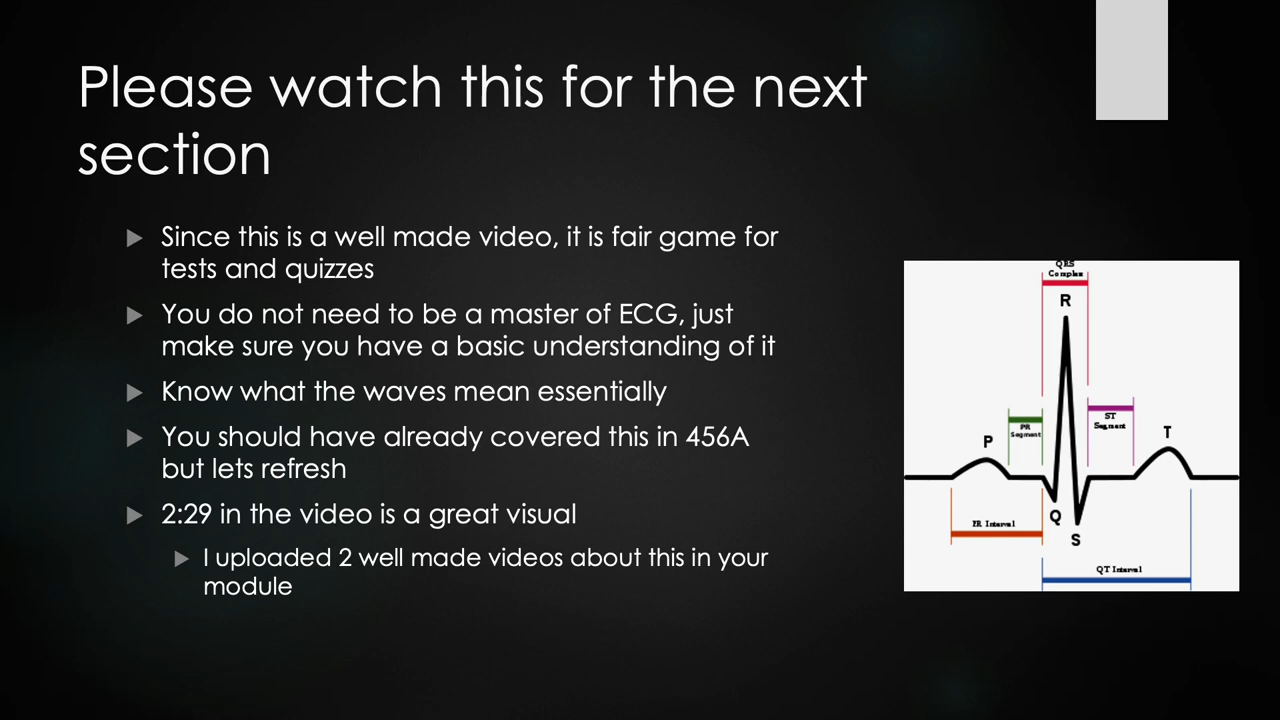 Please watch this for the next
section
Since this is a well made video, it is fair game for
tests and quizzes
You do not need to be a master of ECG, just
make sure you have a basic understanding of it
Know what the waves mean essentially
You should have already covered this in 456A
but lets refresh
2:29 in the video is a great visual
I uploaded 2 well made videos about this in your
module
QRS
Complex
R
PR
Segment
ST
Segment
P
T
Q
PR Interval
S
QT Interval